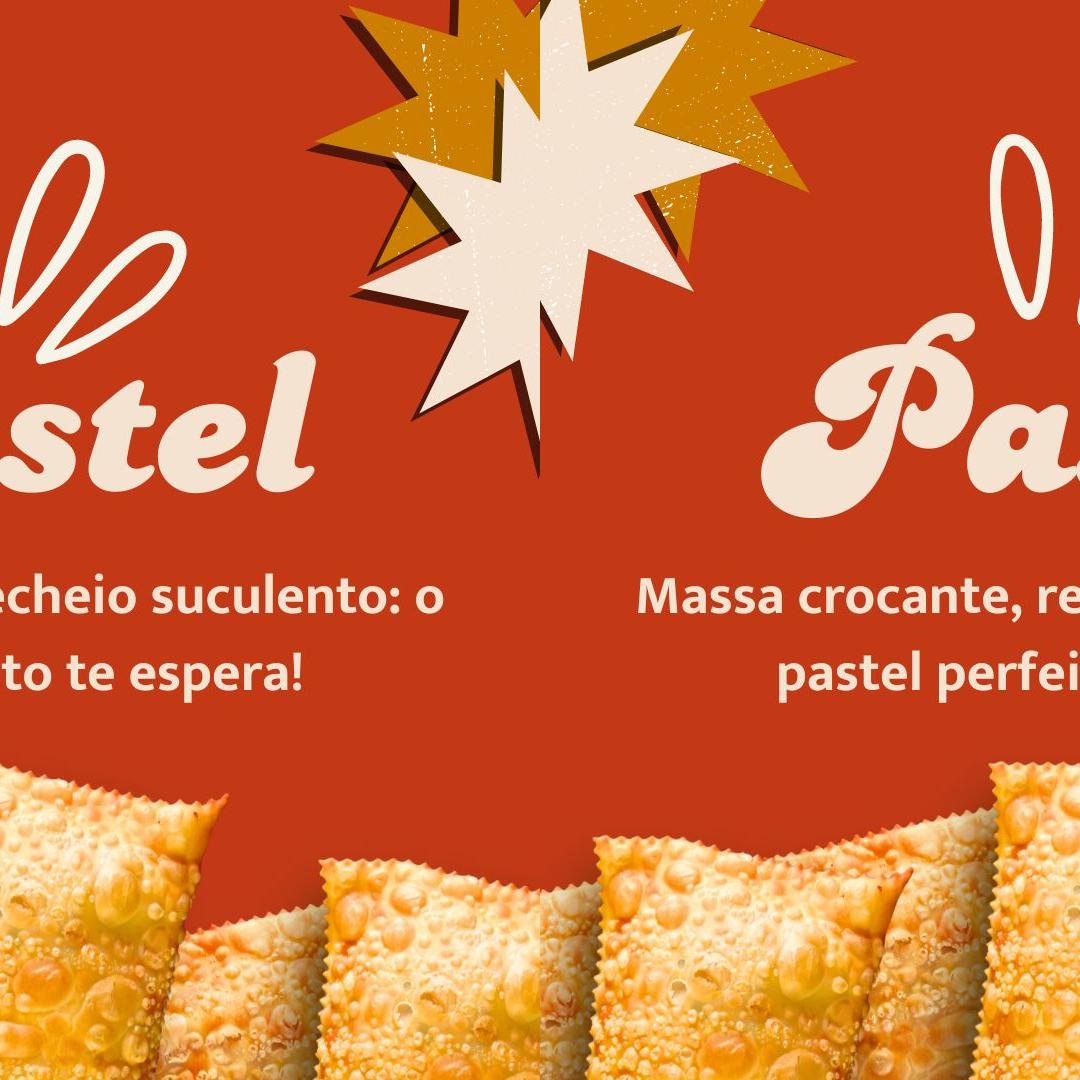 stel
echeio suculento: o
to te espera!
Pa
Massa crocante, re
pastel perfei